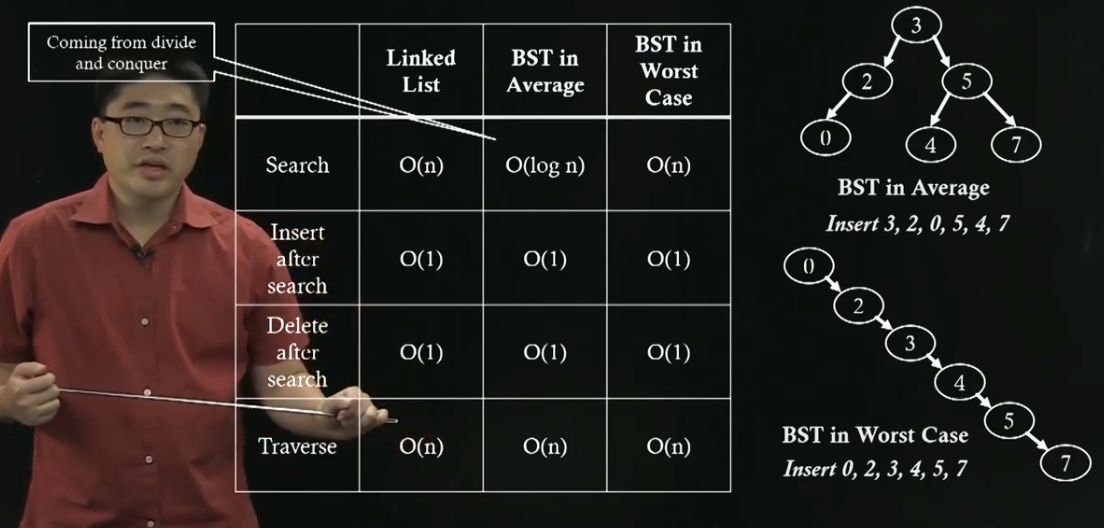 Coming from divide
and conquer
Linked
List
BST in
Average
BST in
Worst
Case
Search
O(n)
O(log n)
O(n)
Insert
after
search
O(1)
O(1)
O(1)
Delete
after
search
O(1)
O(1)
O(1)
Traverse
O(n)
O(n)
O(n)
3
2
5
0
4
7
BST in Average
Insert 3, 2, 0, 5, 4, 7
0
2
3
4
5
7
BST in Worst Case
Insert 0, 2, 3, 4, 5, 7